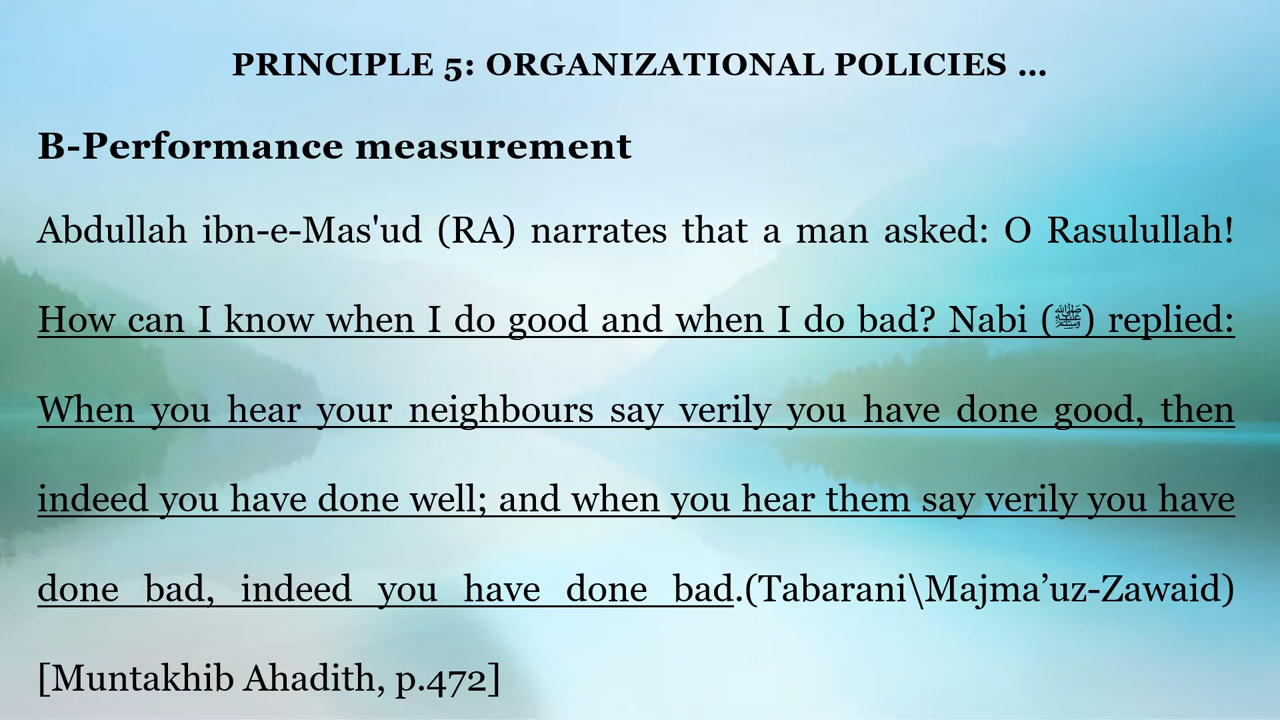 PRINCIPLE 5: ORGANIZATIONAL POLICIES ...
B-Performance measurement
Abdullah ibn-e-Mas'ud (RA) narrates that a man asked: O Rasulullah!
How can I know when I do good and when I do bad? Nabi (ﷺ) replied:
When you hear your neighbours say verily you have done good, then
indeed you have done well; and when you hear them say verily you have
done bad, indeed you have done bad.(Tabarani\Majma’uz-Zawaid)
[Muntakhib Ahadith, p.472]